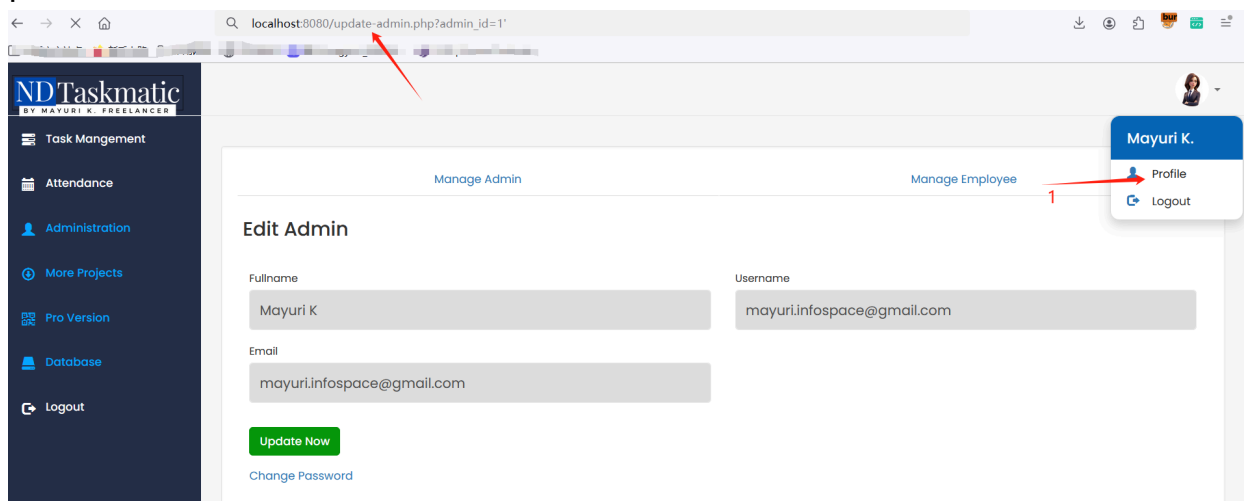 localhost:8080/update-admin.php?admin_id=1'
bur
ND Taskmatic
BY MAYURI K. FREELANCER
Task Mangement
Attendance
Administration
More Projects
Pro Version
Database
Logout
Mayuri K.
Profile
Logout
1
Manage Admin
Manage Employee
Edit Admin
Fullname
Username
Mayuri K
mayuri.infospace@gmail.com
Email
mayuri.infospace@gmail.com
Update Now
Change Password